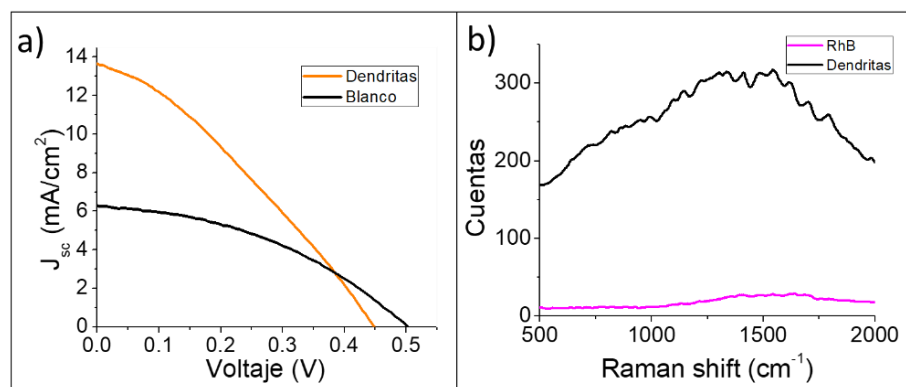 a)
14
12
10
8
6
4
2
0
J_sc (mA/cm²)
Dendritas
Blanco
0.0 0.1 0.2 0.3 0.4 0.5
Voltaje (V)
b)
300
200
100
0
Cuentas
RhB
Dendritas
500 1000 1500 2000
Raman shift (cm⁻¹)